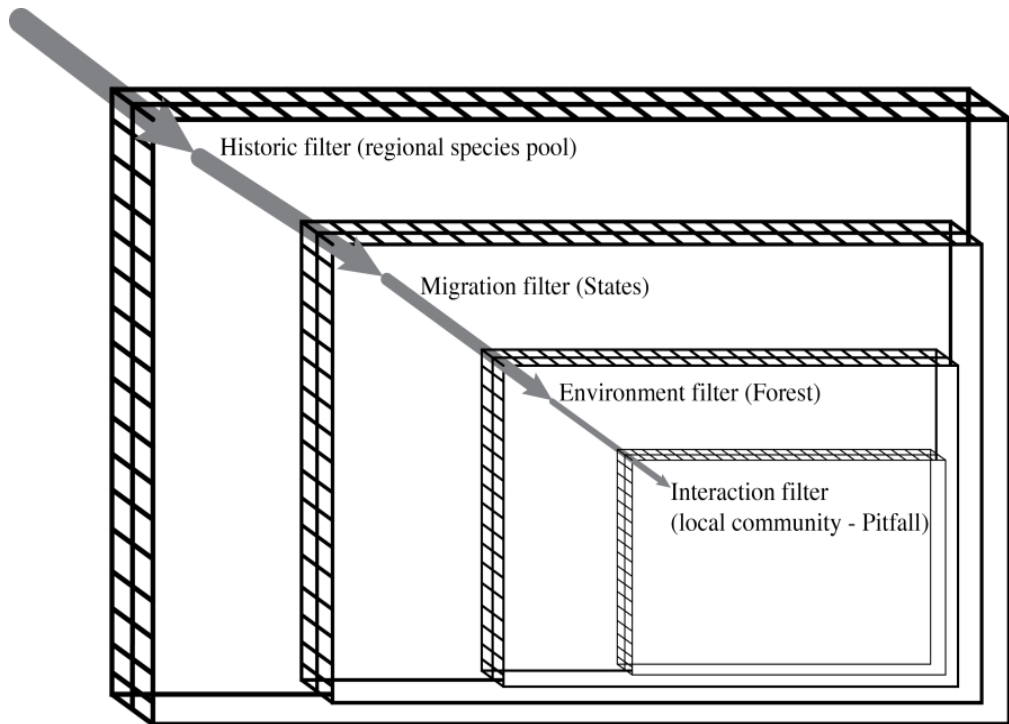 Historic filter (regional species pool)
Migration filter (States)
Environment filter (Forest)
Interaction filter
(local community - Pitfall)